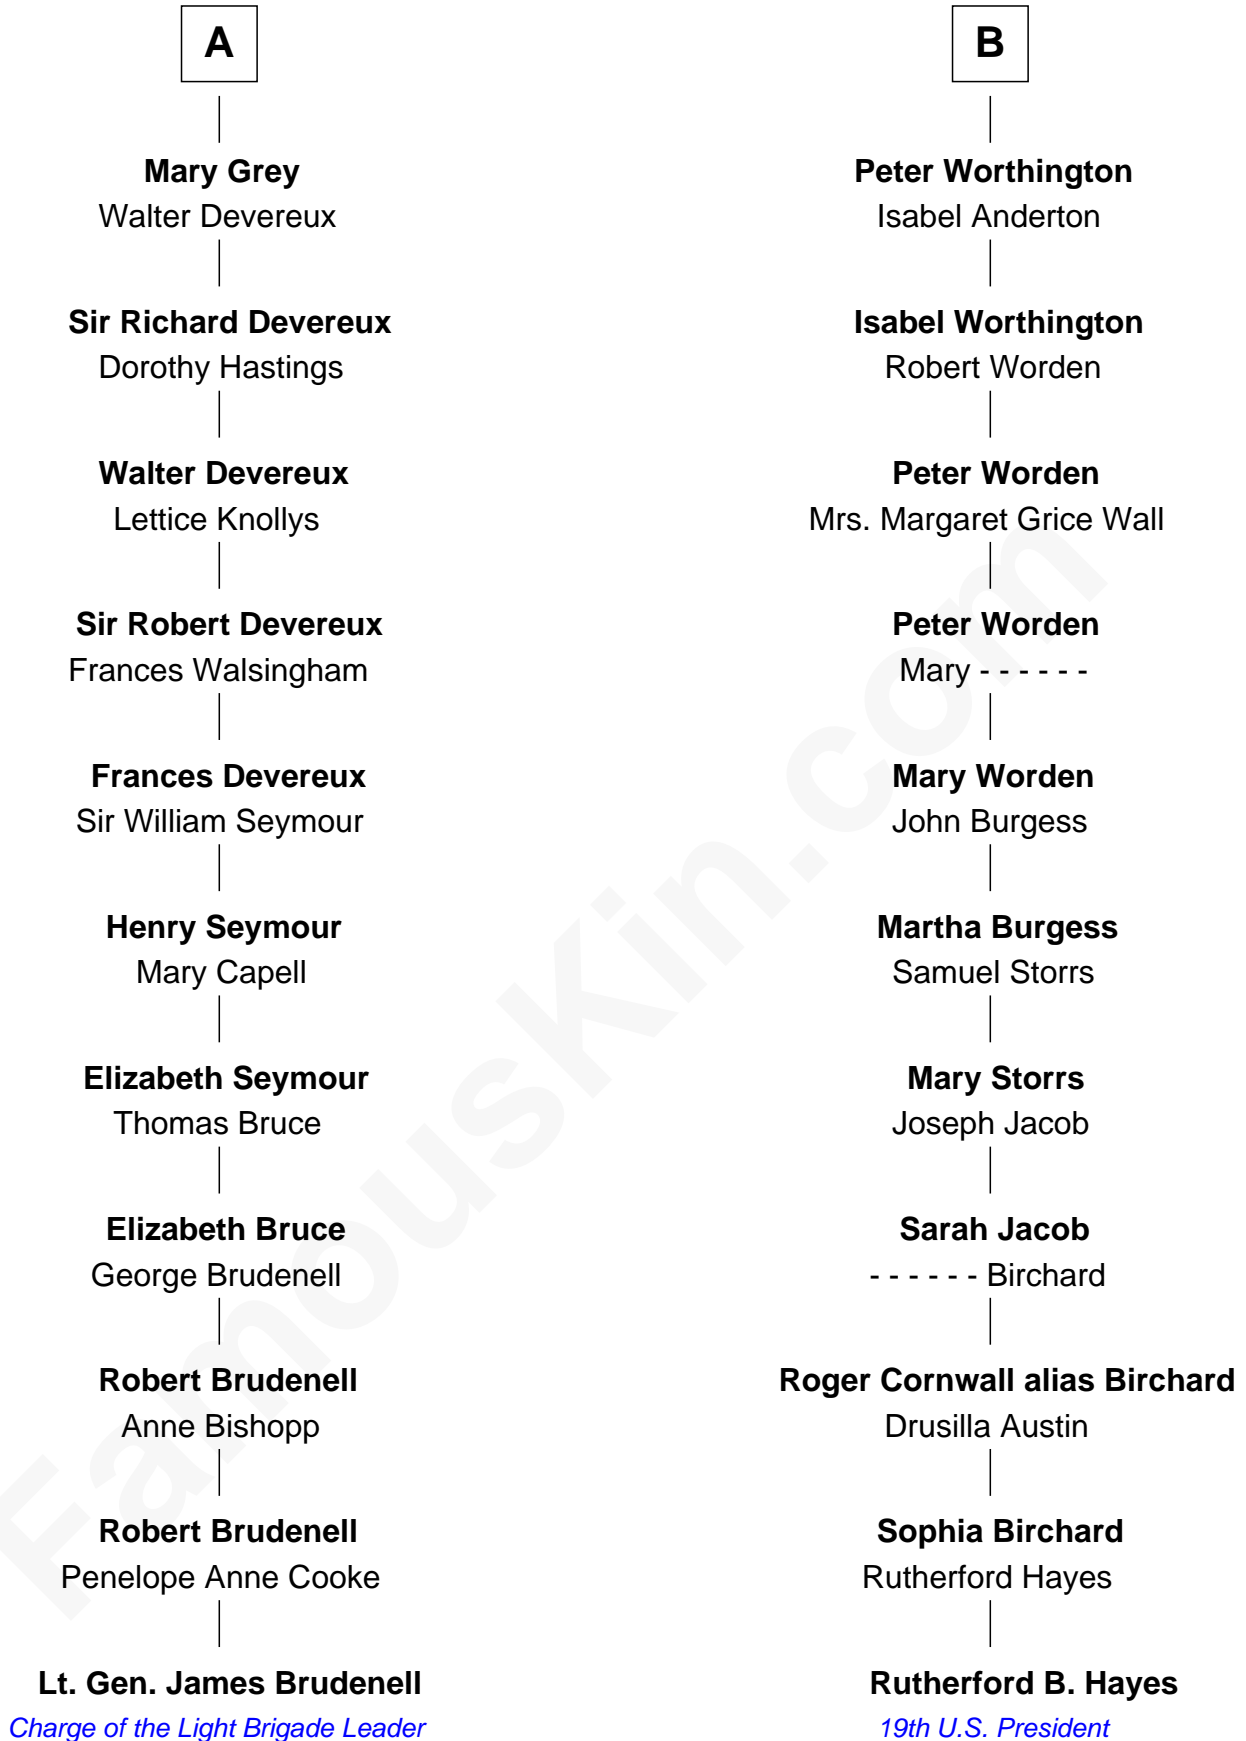 A
Mary Grey
Walter Devereux
Sir Richard Devereux
Dorothy Hastings
Walter Devereux
Lettice Knollys
Sir Robert Devereux
Frances Walsingham
Frances Devereux
Sir William Seymour
Henry Seymour
Mary Capell
Elizabeth Seymour
Thomas Bruce
Elizabeth Bruce
George Brudenell
Robert Brudenell
Anne Bishopp
Robert Brudenell
Penelope Anne Cooke
Lt. Gen. James Brudenell
Charge of the Light Brigade Leader
B
Peter Worthington
Isabel Anderton
Isabel Worthington
Robert Worden
Peter Worden
Mrs. Margaret Grice Wall
Peter Worden
Mary - - - - - -
Mary Worden
John Burgess
Martha Burgess
Samuel Storrs
Mary Storrs
Joseph Jacob
Sarah Jacob
- - - - - - Birchard
Roger Cornwall alias Birchard
Drusilla Austin
Sophia Birchard
Rutherford Hayes
Rutherford B. Hayes
19th U.S. President
FamousKin.com